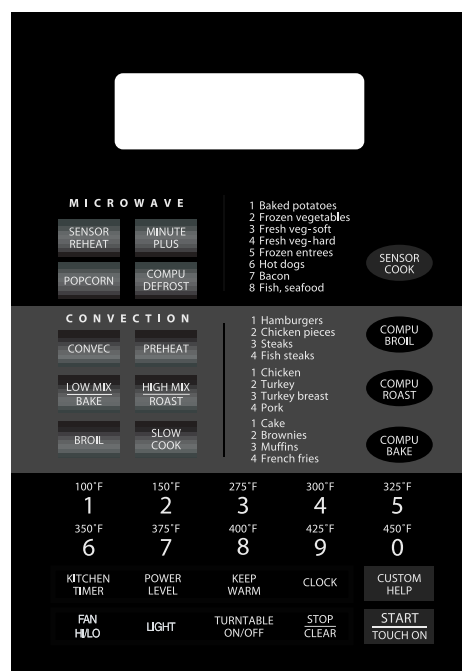 MICROWAVE
SENSOR
REHEAT
MINUTE
PLUS
POPCORN
COMPU
DEFROST
1 Baked potatoes
2 Frozen vegetables
3 Fresh veg-soft
4 Fresh veg-hard
5 Frozen entrees
6 Hot dogs
7 Bacon
8 Fish, seafood
SENSOR
COOK
CONVECTION
CONVEC
PREHEAT
LOW MIX
BAKE
HIGH MIX
ROAST
BROIL
SLOW
COOK
1 Hamburgers
2 Chicken pieces
3 Steaks
4 Fish steaks
COMPU
BROIL
1 Chicken
2 Turkey
3 Turkey breast
4 Pork
COMPU
ROAST
1 Cake
2 Brownies
3 Muffins
4 French fries
COMPU
BAKE
100°F 150°F 275°F 300°F 325°F
1 2 3 4 5
350°F 375°F 400°F 425°F 450°F
6 7 8 9 0
KITCHEN
TIMER
POWER
LEVEL
KEEP
WARM
CLOCK
CUSTOM
HELP
FAN
HI/LO
LIGHT
TURNTABLE
ON/OFF
STOP
CLEAR
START
TOUCH ON